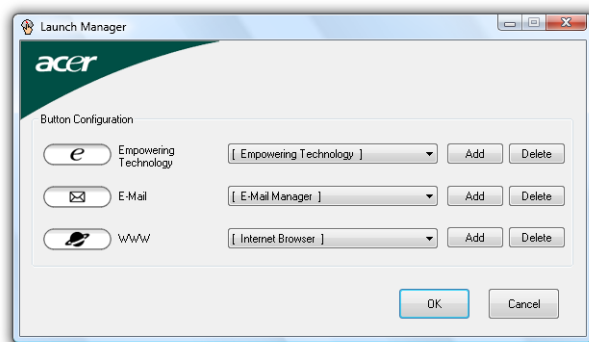 Launch Manager
acer
Button Configuration
e Empowering Technology [ Empowering Technology ] Add Delete
E-Mail [ E-Mail Manager ] Add Delete
WWW [ Internet Browser ] Add Delete
OK Cancel